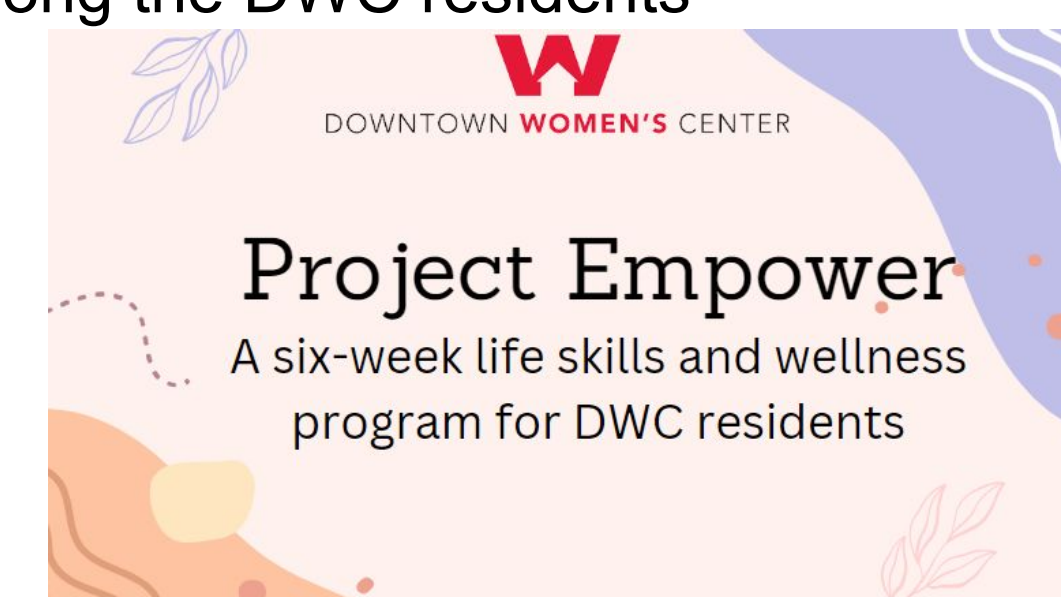 the DWC residents
DOWNTOWN WOMEN'S CENTER
Project Empower
A six-week life skills and wellness
program for DWC residents